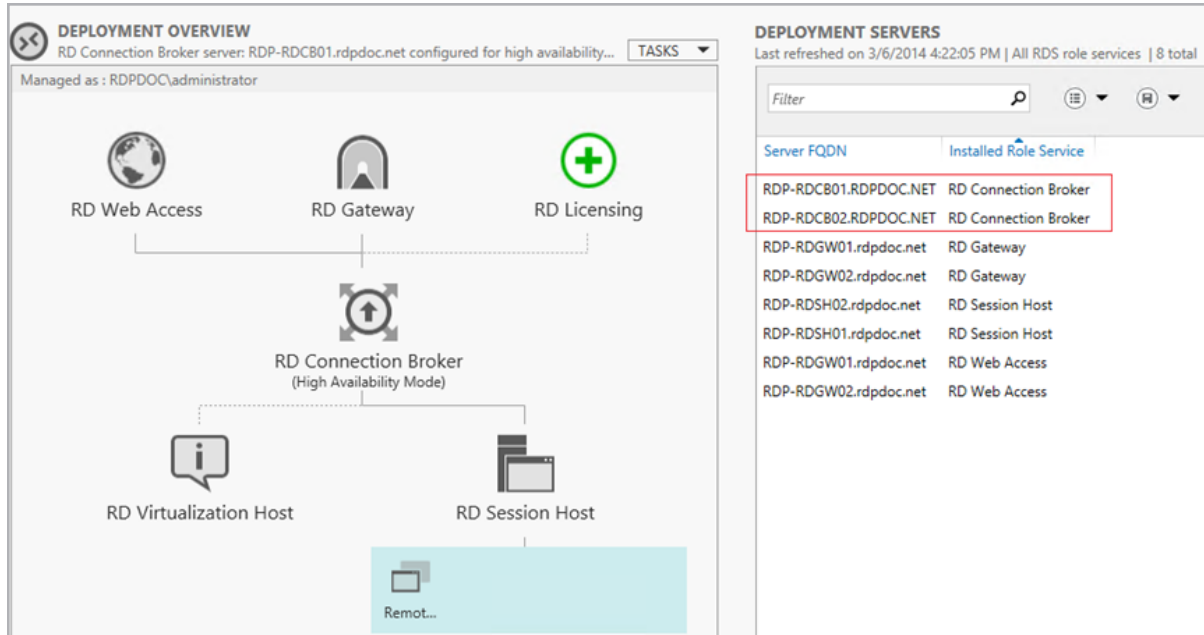 DEPLOYMENT OVERVIEW
RD Connection Broker server: RDP-RDCB01.rdpdoc.net configured for high availability...
TASKS
Managed as : RDPDOC\administrator
RD Web Access
RD Gateway
RD Licensing
RD Connection Broker
(High Availability Mode)
RD Virtualization Host
RD Session Host
Remot...
DEPLOYMENT SERVERS
Last refreshed on 3/6/2014 4:22:05 PM | All RDS role services | 8 total
Filter
Server FQDN Installed Role Service
RDP-RDCB01.RDPDOC.NET RD Connection Broker
RDP-RDCB02.RDPDOC.NET RD Connection Broker
RDP-RDGW01.rdpdoc.net RD Gateway
RDP-RDGW02.rdpdoc.net RD Gateway
RDP-RDSH02.rdpdoc.net RD Session Host
RDP-RDSH01.rdpdoc.net RD Session Host
RDP-RDGW01.rdpdoc.net RD Web Access
RDP-RDGW02.rdpdoc.net RD Web Access